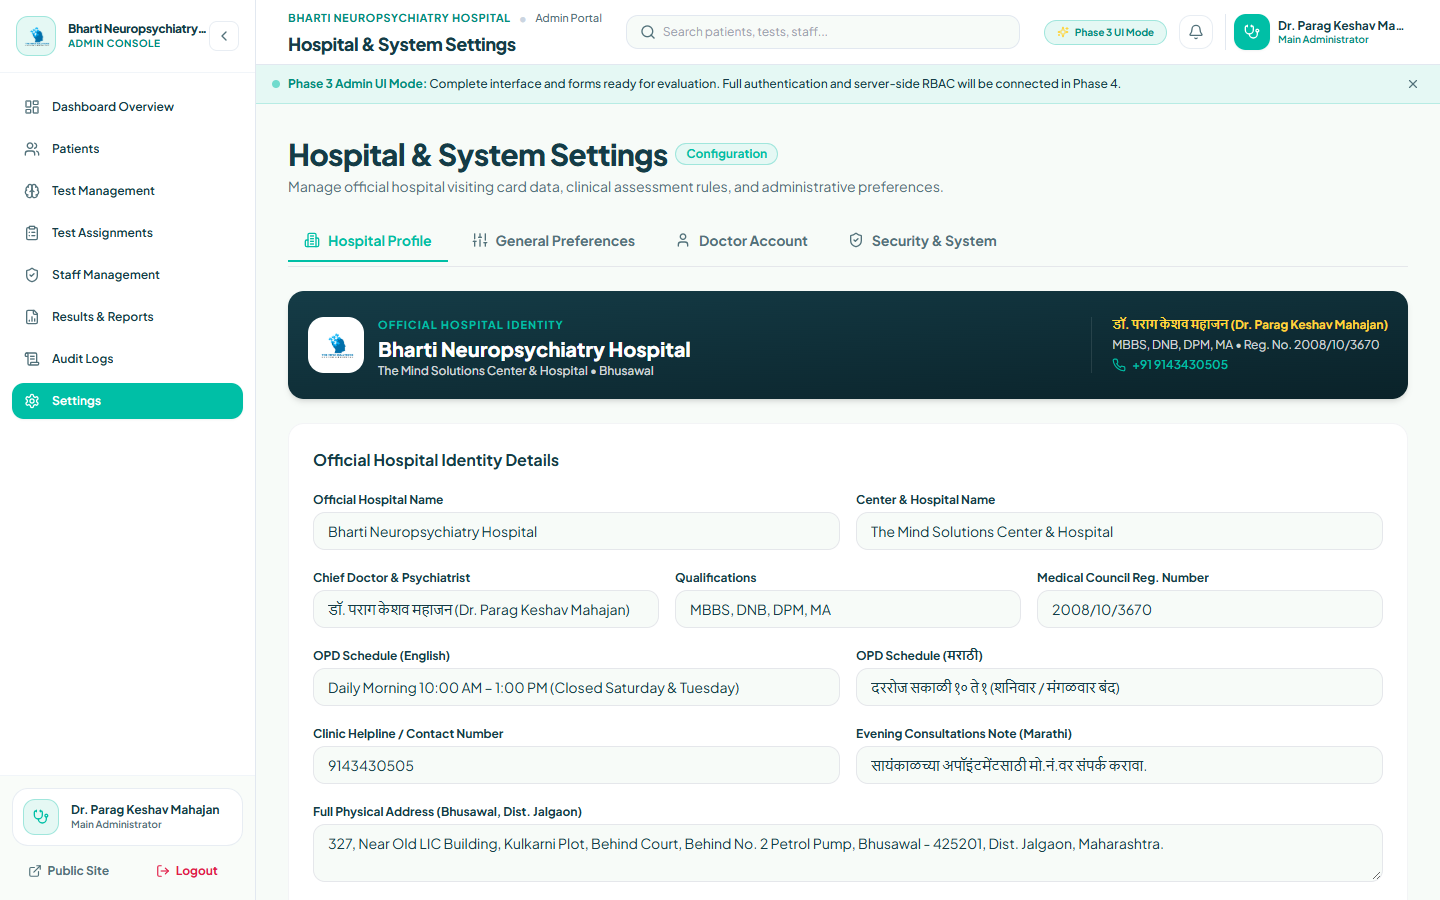 Bharti Neuropsychiatry...
ADMIN CONSOLE
Dashboard Overview
Patients
Test Management
Test Assignments
Staff Management
Results & Reports
Audit Logs
Settings
Dr. Parag Keshav Mahajan
Main Administrator
Public Site
Logout
BHARTI NEUROPSYCHIATRY HOSPITAL Admin Portal
Hospital & System Settings
Search patients, tests, staff...
Phase 3 UI Mode
Dr. Parag Keshav Ma...
Main Administrator
Phase 3 Admin UI Mode: Complete interface and forms ready for evaluation. Full authentication and server-side RBAC will be connected in Phase 4.
Hospital & System Settings Configuration
Manage official hospital visiting card data, clinical assessment rules, and administrative preferences.
Hospital Profile
General Preferences
Doctor Account
Security & System
OFFICIAL HOSPITAL IDENTITY
Bharti Neuropsychiatry Hospital
The Mind Solutions Center & Hospital • Bhusawal
डॉ. पराग केशव महाजन (Dr. Parag Keshav Mahajan)
MBBS, DNB, DPM, MA • Reg. No. 2008/10/3670
+91 9143430505
Official Hospital Identity Details
Official Hospital Name
Bharti Neuropsychiatry Hospital
Center & Hospital Name
The Mind Solutions Center & Hospital
Chief Doctor & Psychiatrist
डॉ. पराग केशव महाजन (Dr. Parag Keshav Mahajan)
Qualifications
MBBS, DNB, DPM, MA
Medical Council Reg. Number
2008/10/3670
OPD Schedule (English)
Daily Morning 10:00 AM – 1:00 PM (Closed Saturday & Tuesday)
OPD Schedule (मराठी)
दररोज सकाळी १० ते १ (शनिवार / मंगळवार बंद)
Clinic Helpline / Contact Number
9143430505
Evening Consultations Note (Marathi)
सायंकाळच्या अपॉइंटमेंटसाठी मो.नं.वर संपर्क करावा.
Full Physical Address (Bhusawal, Dist. Jalgaon)
327, Near Old LIC Building, Kulkarni Plot, Behind Court, Behind No. 2 Petrol Pump, Bhusawal - 425201, Dist. Jalgaon, Maharashtra.